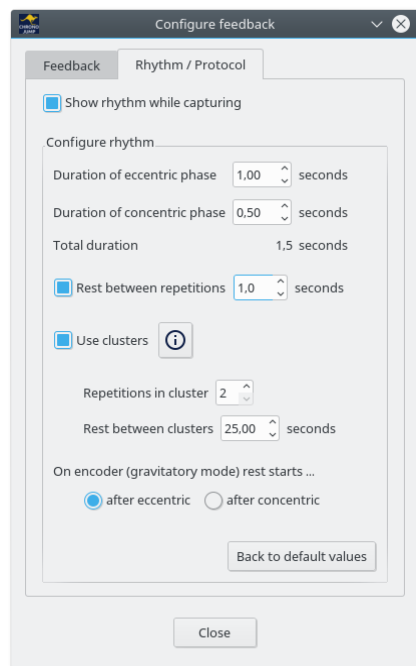 CHRONO
JUMP
Configure feedback
Feedback Rhythm / Protocol
Show rhythm while capturing
Configure rhythm
Duration of eccentric phase 1,00 seconds
Duration of concentric phase 0,50 seconds
Total duration 1,5 seconds
Rest between repetitions 1,0 seconds
Use clusters
Repetitions in cluster 2
Rest between clusters 25,00 seconds
On encoder (gravitatory mode) rest starts ...
after eccentric after concentric
Back to default values
Close